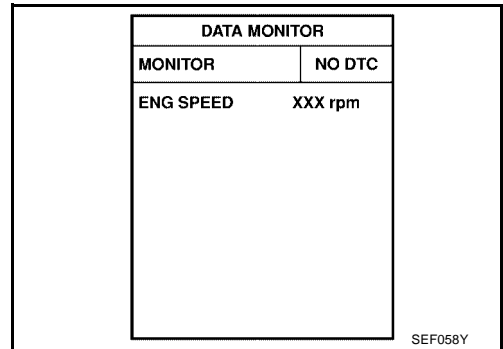 DATA MONITOR
MONITOR NO DTC
ENG SPEED XXX rpm
SEF058Y